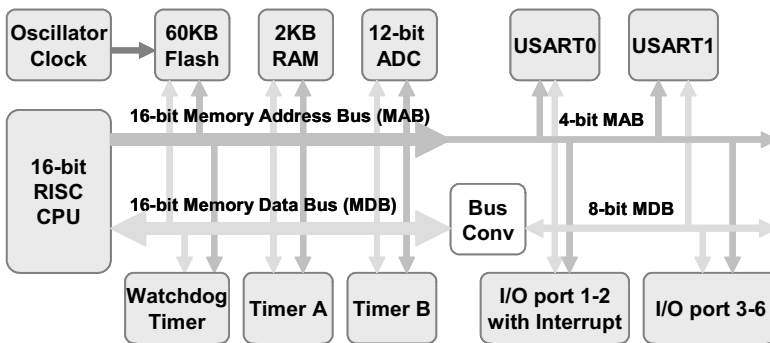 Oscillator
Clock
60KB
Flash
2KB
RAM
12-bit
ADC
USART0
USART1
16-bit Memory Address Bus (MAB)
4-bit MAB
16-bit
RISC
CPU
16-bit Memory Data Bus (MDB)
Bus
Conv
8-bit MDB
Watchdog
Timer
Timer A
Timer B
I/O port 1-2
with Interrupt
I/O port 3-6